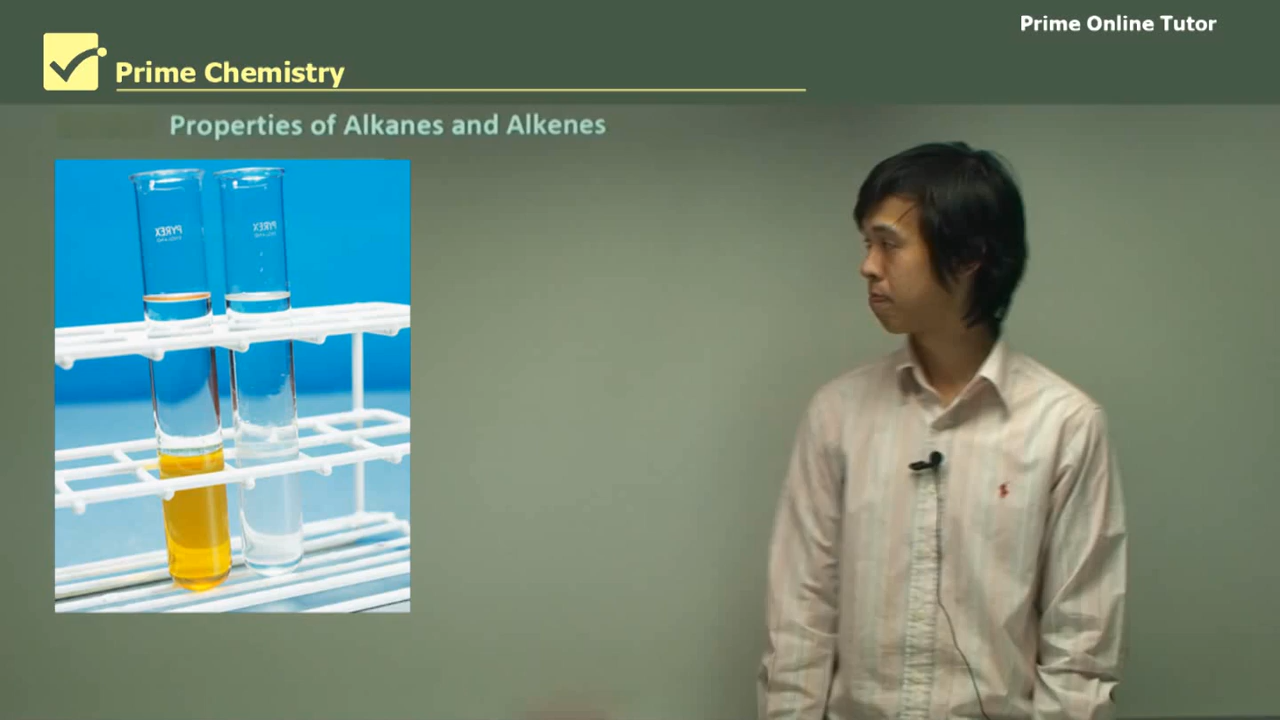 Prime Online Tutor
Prime Chemistry
Properties of Alkanes and Alkenes
PYREX
PYREX